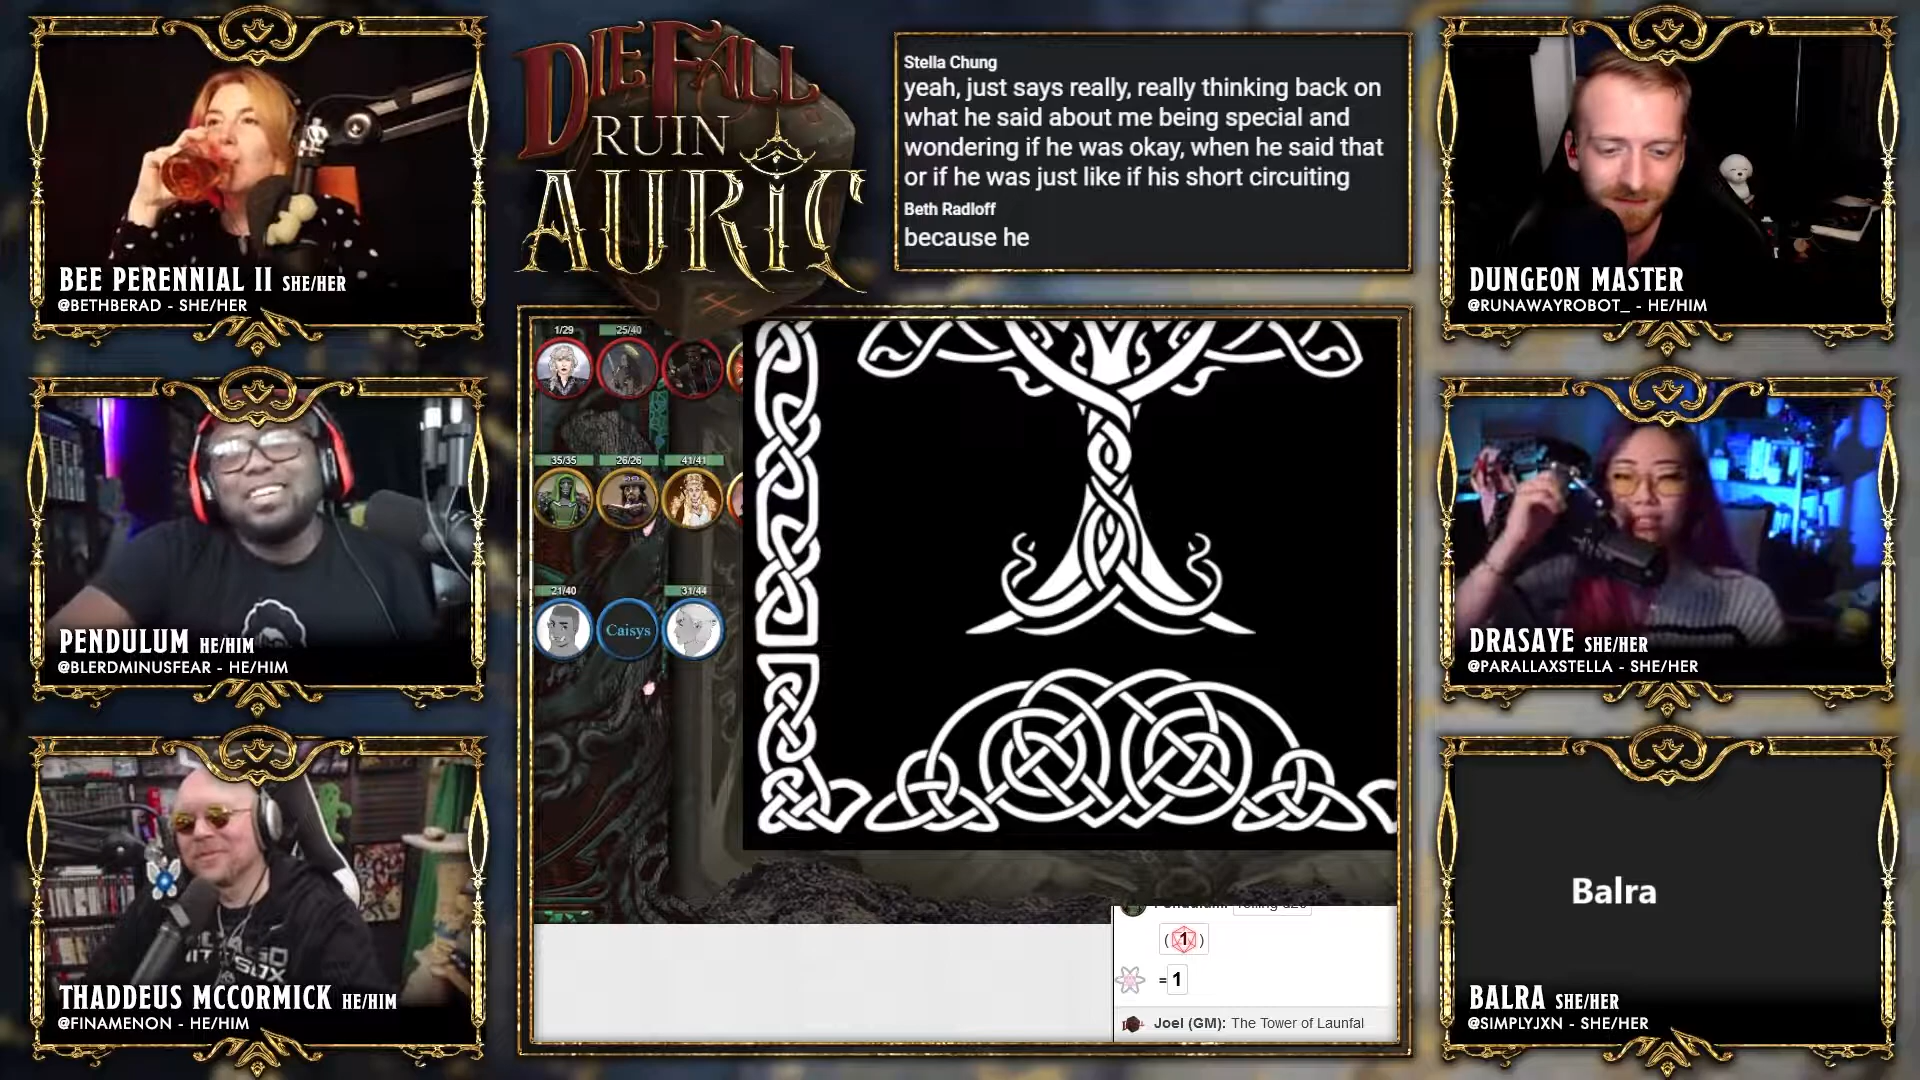 BEE PERENNIAL II SHE/HER
@BETHBERAD - SHE/HER
DIEFALL
RUIN
AURIC
Stella Chung
yeah, just says really, really thinking back on
what he said about me being special and
wondering if he was okay, when he said that
or if he was just like if his short circuiting
Beth Radloff
because he
DUNGEON MASTER
@RUNAWAYROBOT_ - HE/HIM
1/29
25/40
35/35
26/26
41/41
21/40
31/44
Caisys
PENDULUM HE/HIM
@BLERDMINUSFEAR - HE/HIM
DRASAYE SHE/HER
@PARALLAXSTELLA - SHE/HER
THADDEUS MCCORMICK HE/HIM
@FINAMENON - HE/HIM
(1)
=1
Joel (GM): The Tower of Launfal
Balra
BALRA SHE/HER
@SIMPLYJXN - SHE/HER